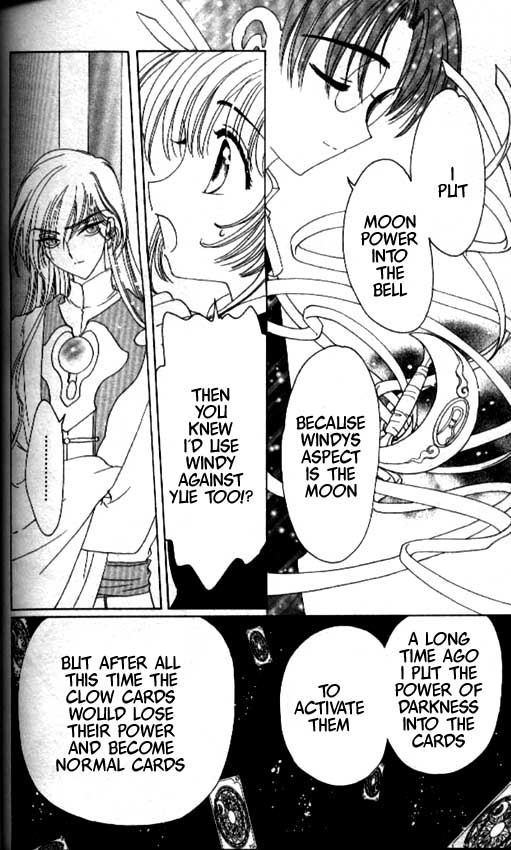 I
PUT
MOON
POWER
INTO
THE
BELL
BECAUSE
WINDYS
ASPECT
IS THE
MOON
THEN
YOU
KNEW
I'D USE
WINDY
AGAINST
YUE TOO!?
.........
A LONG
TIME AGO
I PUT THE
POWER OF
DARKNESS
INTO THE
CARDS
TO
ACTIVATE
THEM
BUT AFTER ALL
THIS TIME THE
CLOW CARDS
WOULD LOSE
THEIR POWER
AND BECOME
NORMAL CARDS